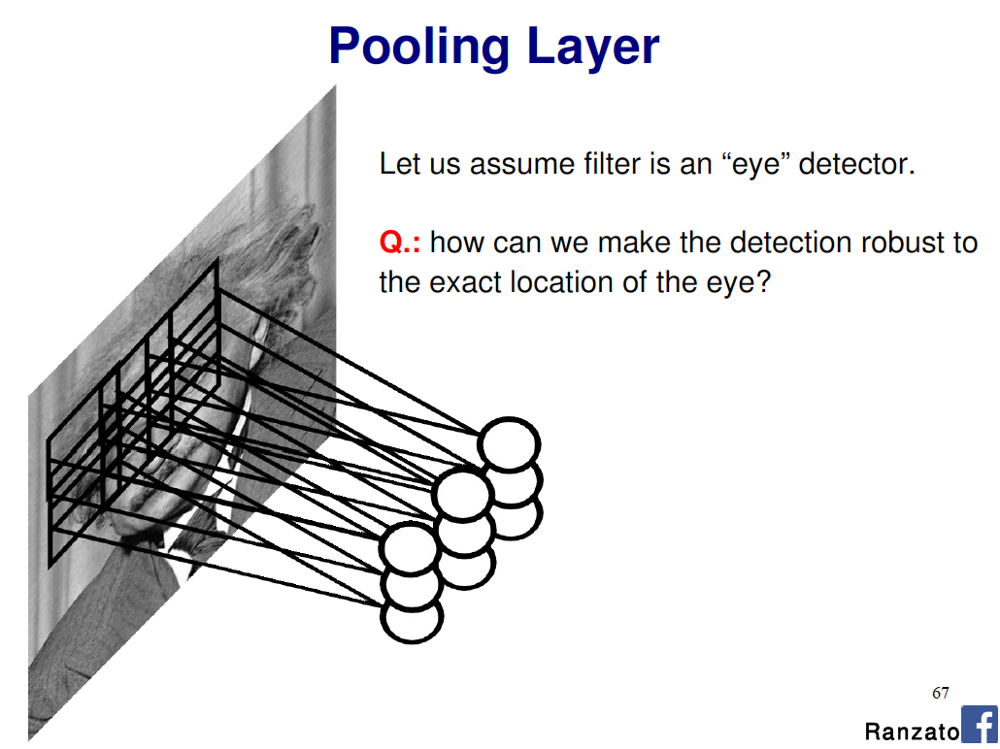 Pooling Layer
Let us assume filter is an “eye” detector.
Q.: how can we make the detection robust to
the exact location of the eye?
67
Ranzato
f